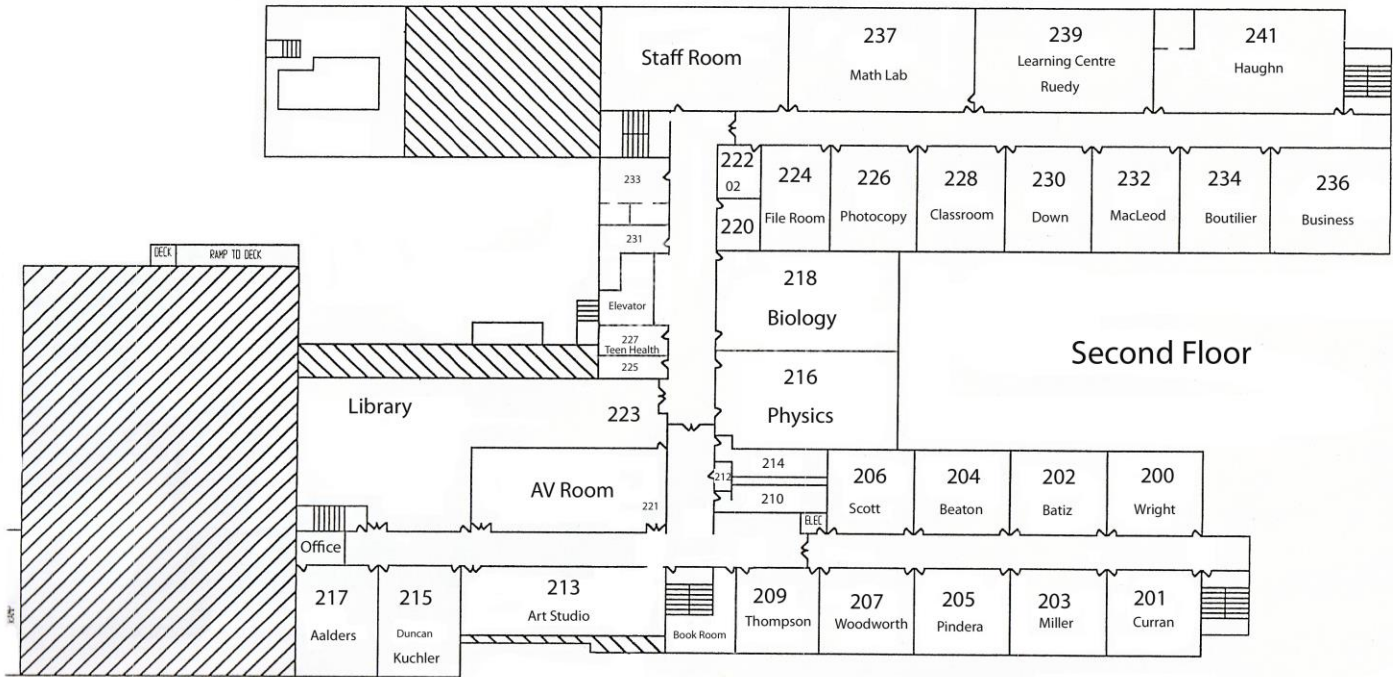 Staff Room
237
Math Lab
239
Learning Centre
Ruedy
241
Haughn
233
231
Elevator
227
Teen Health
225
222
02
220
224
File Room
226
Photocopy
228
Classroom
230
Down
232
MacLeod
234
Boutilier
236
Business
DECK
RAMP TO DECK
218
Biology
216
Physics
Second Floor
Library
223
AV Room
221
214
212
210
ELEC
206
Scott
204
Beaton
202
Batiz
200
Wright
Office
217
Aalders
215
Duncan
Kuchler
213
Art Studio
Book Room
209
Thompson
207
Woodworth
205
Pindera
203
Miller
201
Curran
RAMP